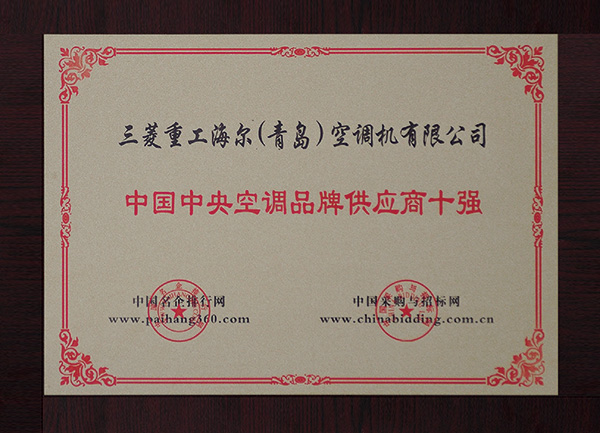 三菱重工海尔(青岛)空调机有限公司
中国中央空调品牌供应商十强
中国名企排行网
www.paihang360.com
中国采购与招标网
www.chinabidding.com.cn